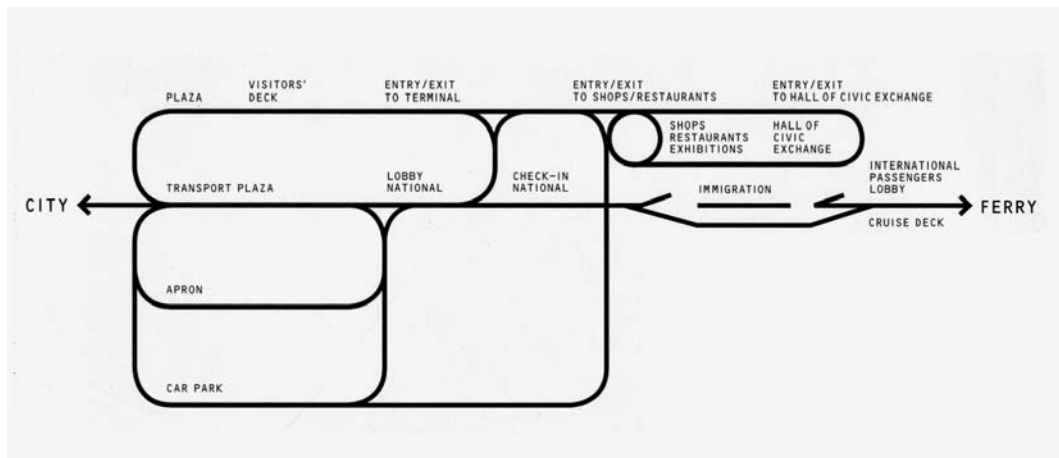 PLAZA
VISITORS'
DECK
ENTRY/EXIT
TO TERMINAL
ENTRY/EXIT
TO SHOPS/RESTAURANTS
ENTRY/EXIT
TO HALL OF CIVIC EXCHANGE
SHOPS
RESTAURANTS
EXHIBITIONS
HALL OF
CIVIC
EXCHANGE
TRANSPORT PLAZA
LOBBY
NATIONAL
CHECK-IN
NATIONAL
IMMIGRATION
INTERNATIONAL
PASSENGERS
LOBBY
CITY
FERRY
CRUISE DECK
APRON
CAR PARK